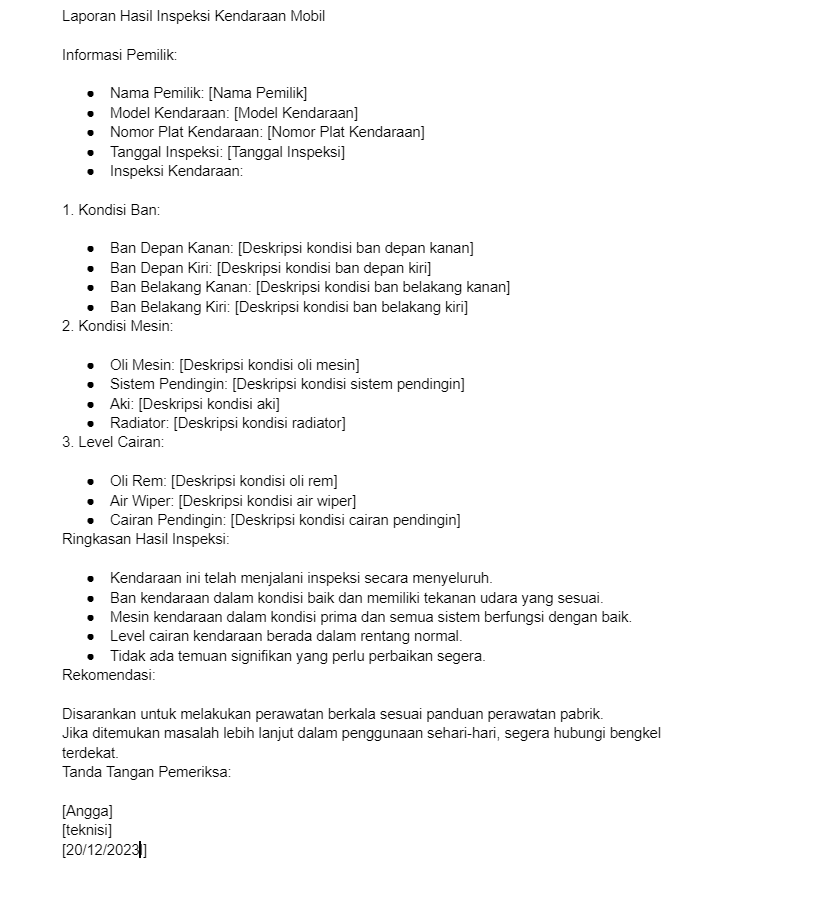 Laporan Hasil Inspeksi Kendaraan Mobil
Informasi Pemilik:
● Nama Pemilik: [Nama Pemilik]
● Model Kendaraan: [Model Kendaraan]
● Nomor Plat Kendaraan: [Nomor Plat Kendaraan]
● Tanggal Inspeksi: [Tanggal Inspeksi]
● Inspeksi Kendaraan:
1. Kondisi Ban:
● Ban Depan Kanan: [Deskripsi kondisi ban depan kanan]
● Ban Depan Kiri: [Deskripsi kondisi ban depan kiri]
● Ban Belakang Kanan: [Deskripsi kondisi ban belakang kanan]
● Ban Belakang Kiri: [Deskripsi kondisi ban belakang kiri]
2. Kondisi Mesin:
● Oli Mesin: [Deskripsi kondisi oli mesin]
● Sistem Pendingin: [Deskripsi kondisi sistem pendingin]
● Aki: [Deskripsi kondisi aki]
● Radiator: [Deskripsi kondisi radiator]
3. Level Cairan:
● Oli Rem: [Deskripsi kondisi oli rem]
● Air Wiper: [Deskripsi kondisi air wiper]
● Cairan Pendingin: [Deskripsi kondisi cairan pendingin]
Ringkasan Hasil Inspeksi:
● Kendaraan ini telah menjalani inspeksi secara menyeluruh.
● Ban kendaraan dalam kondisi baik dan memiliki tekanan udara yang sesuai.
● Mesin kendaraan dalam kondisi prima dan semua sistem berfungsi dengan baik.
● Level cairan kendaraan berada dalam rentang normal.
● Tidak ada temuan signifikan yang perlu perbaikan segera.
Rekomendasi:
Disarankan untuk melakukan perawatan berkala sesuai panduan perawatan pabrik.
Jika ditemukan masalah lebih lanjut dalam penggunaan sehari-hari, segera hubungi bengkel
terdekat.
Tanda Tangan Pemeriksa:
[Angga]
[teknisi]
[20/12/2023]